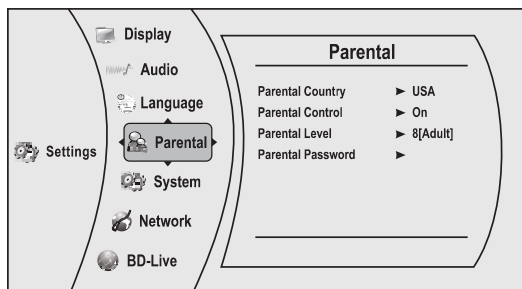 Settings
Display
Audio
Language
Parental
System
Network
BD-Live
Parental
Parental Country ► USA
Parental Control ► On
Parental Level ► 8[Adult]
Parental Password ►